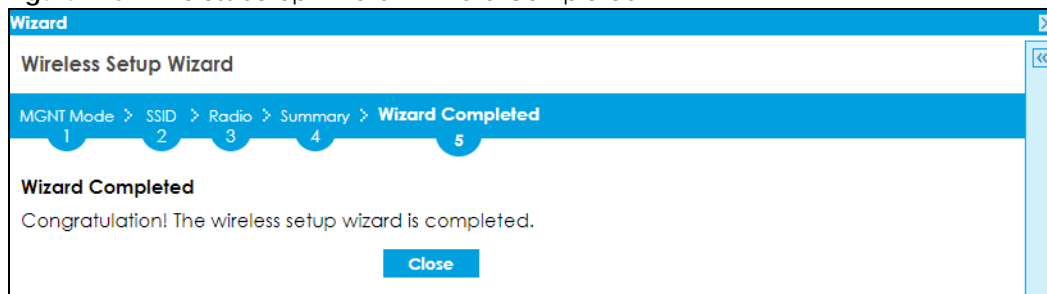 Wizard
Wireless Setup Wizard
MGNT Mode > SSID > Radio > Summary > Wizard Completed
1 2 3 4 5
Wizard Completed
Congratulation! The wireless setup wizard is completed.
Close